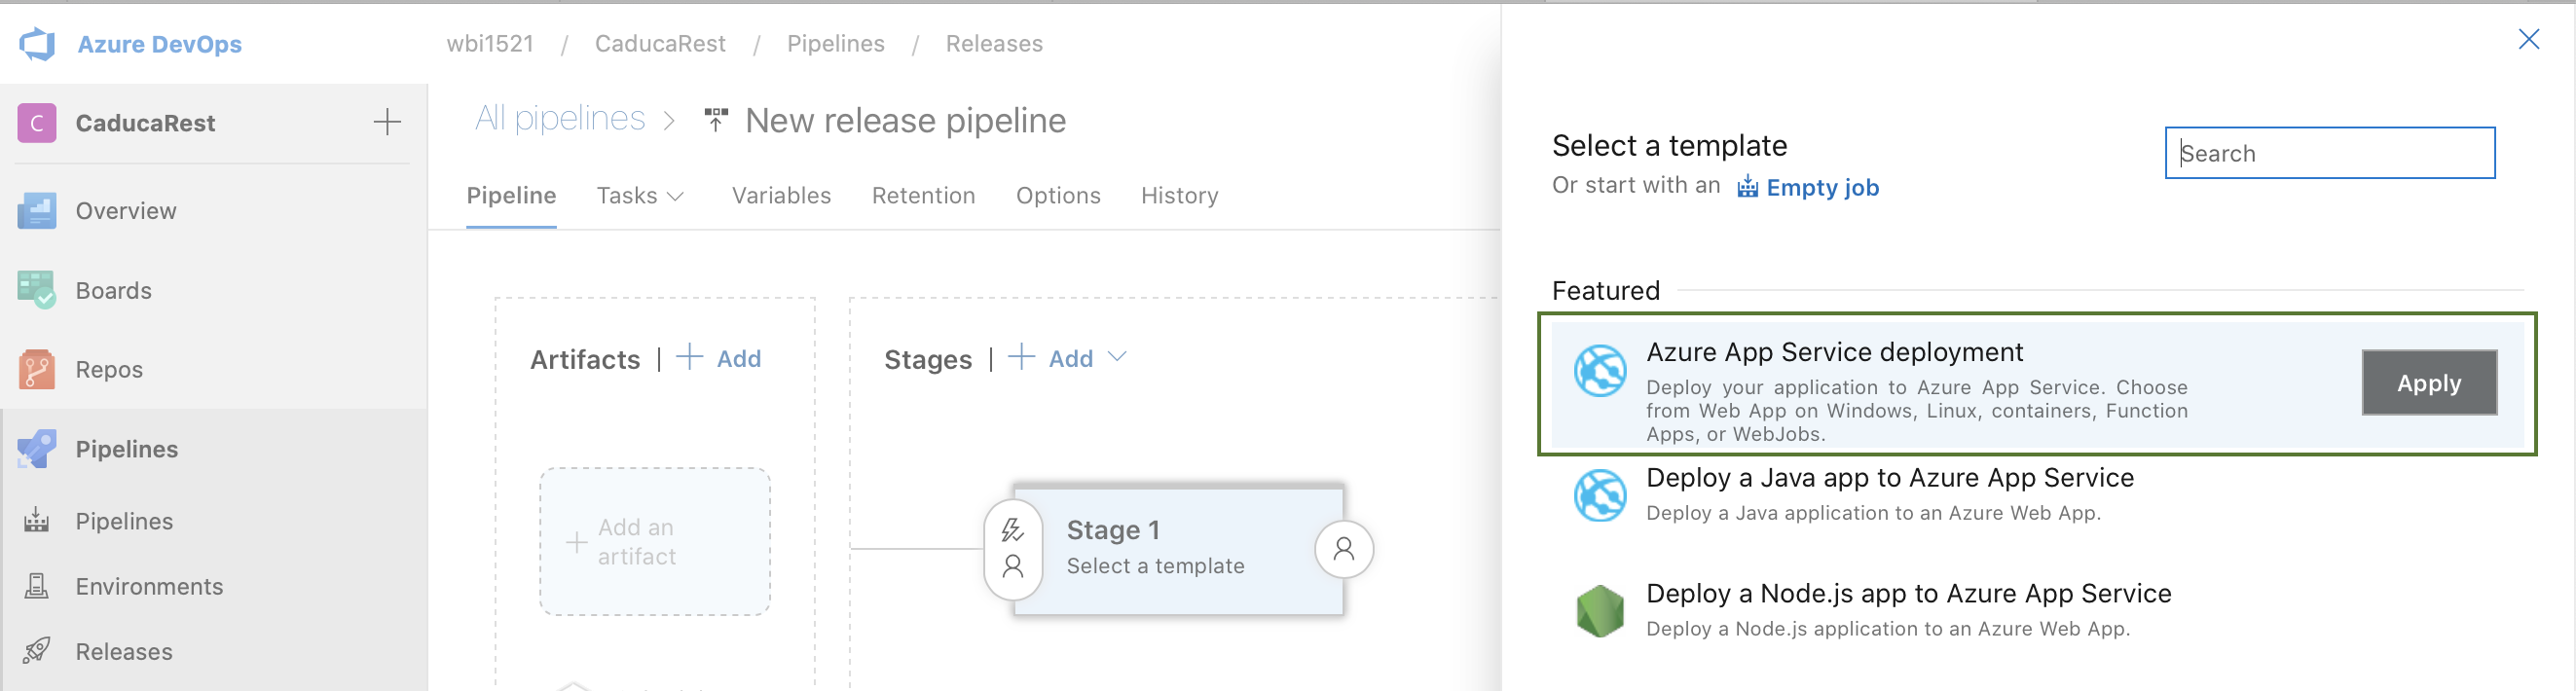 Azure DevOps
wbi1521 / CaducaRest / Pipelines / Releases
C CaducaRest
Overview
Boards
Repos
Pipelines
Pipelines
Environments
Releases
All pipelines > New release pipeline
Pipeline Tasks Variables Retention Options History
Artifacts | + Add
Stages | + Add
+ Add an
artifact
Stage 1
Select a template
Select a template
Or start with an Empty job
Search
Featured
Azure App Service deployment
Deploy your application to Azure App Service. Choose
from Web App on Windows, Linux, containers, Function
Apps, or WebJobs.
Apply
Deploy a Java app to Azure App Service
Deploy a Java application to an Azure Web App.
Deploy a Node.js app to Azure App Service
Deploy a Node.js application to an Azure Web App.